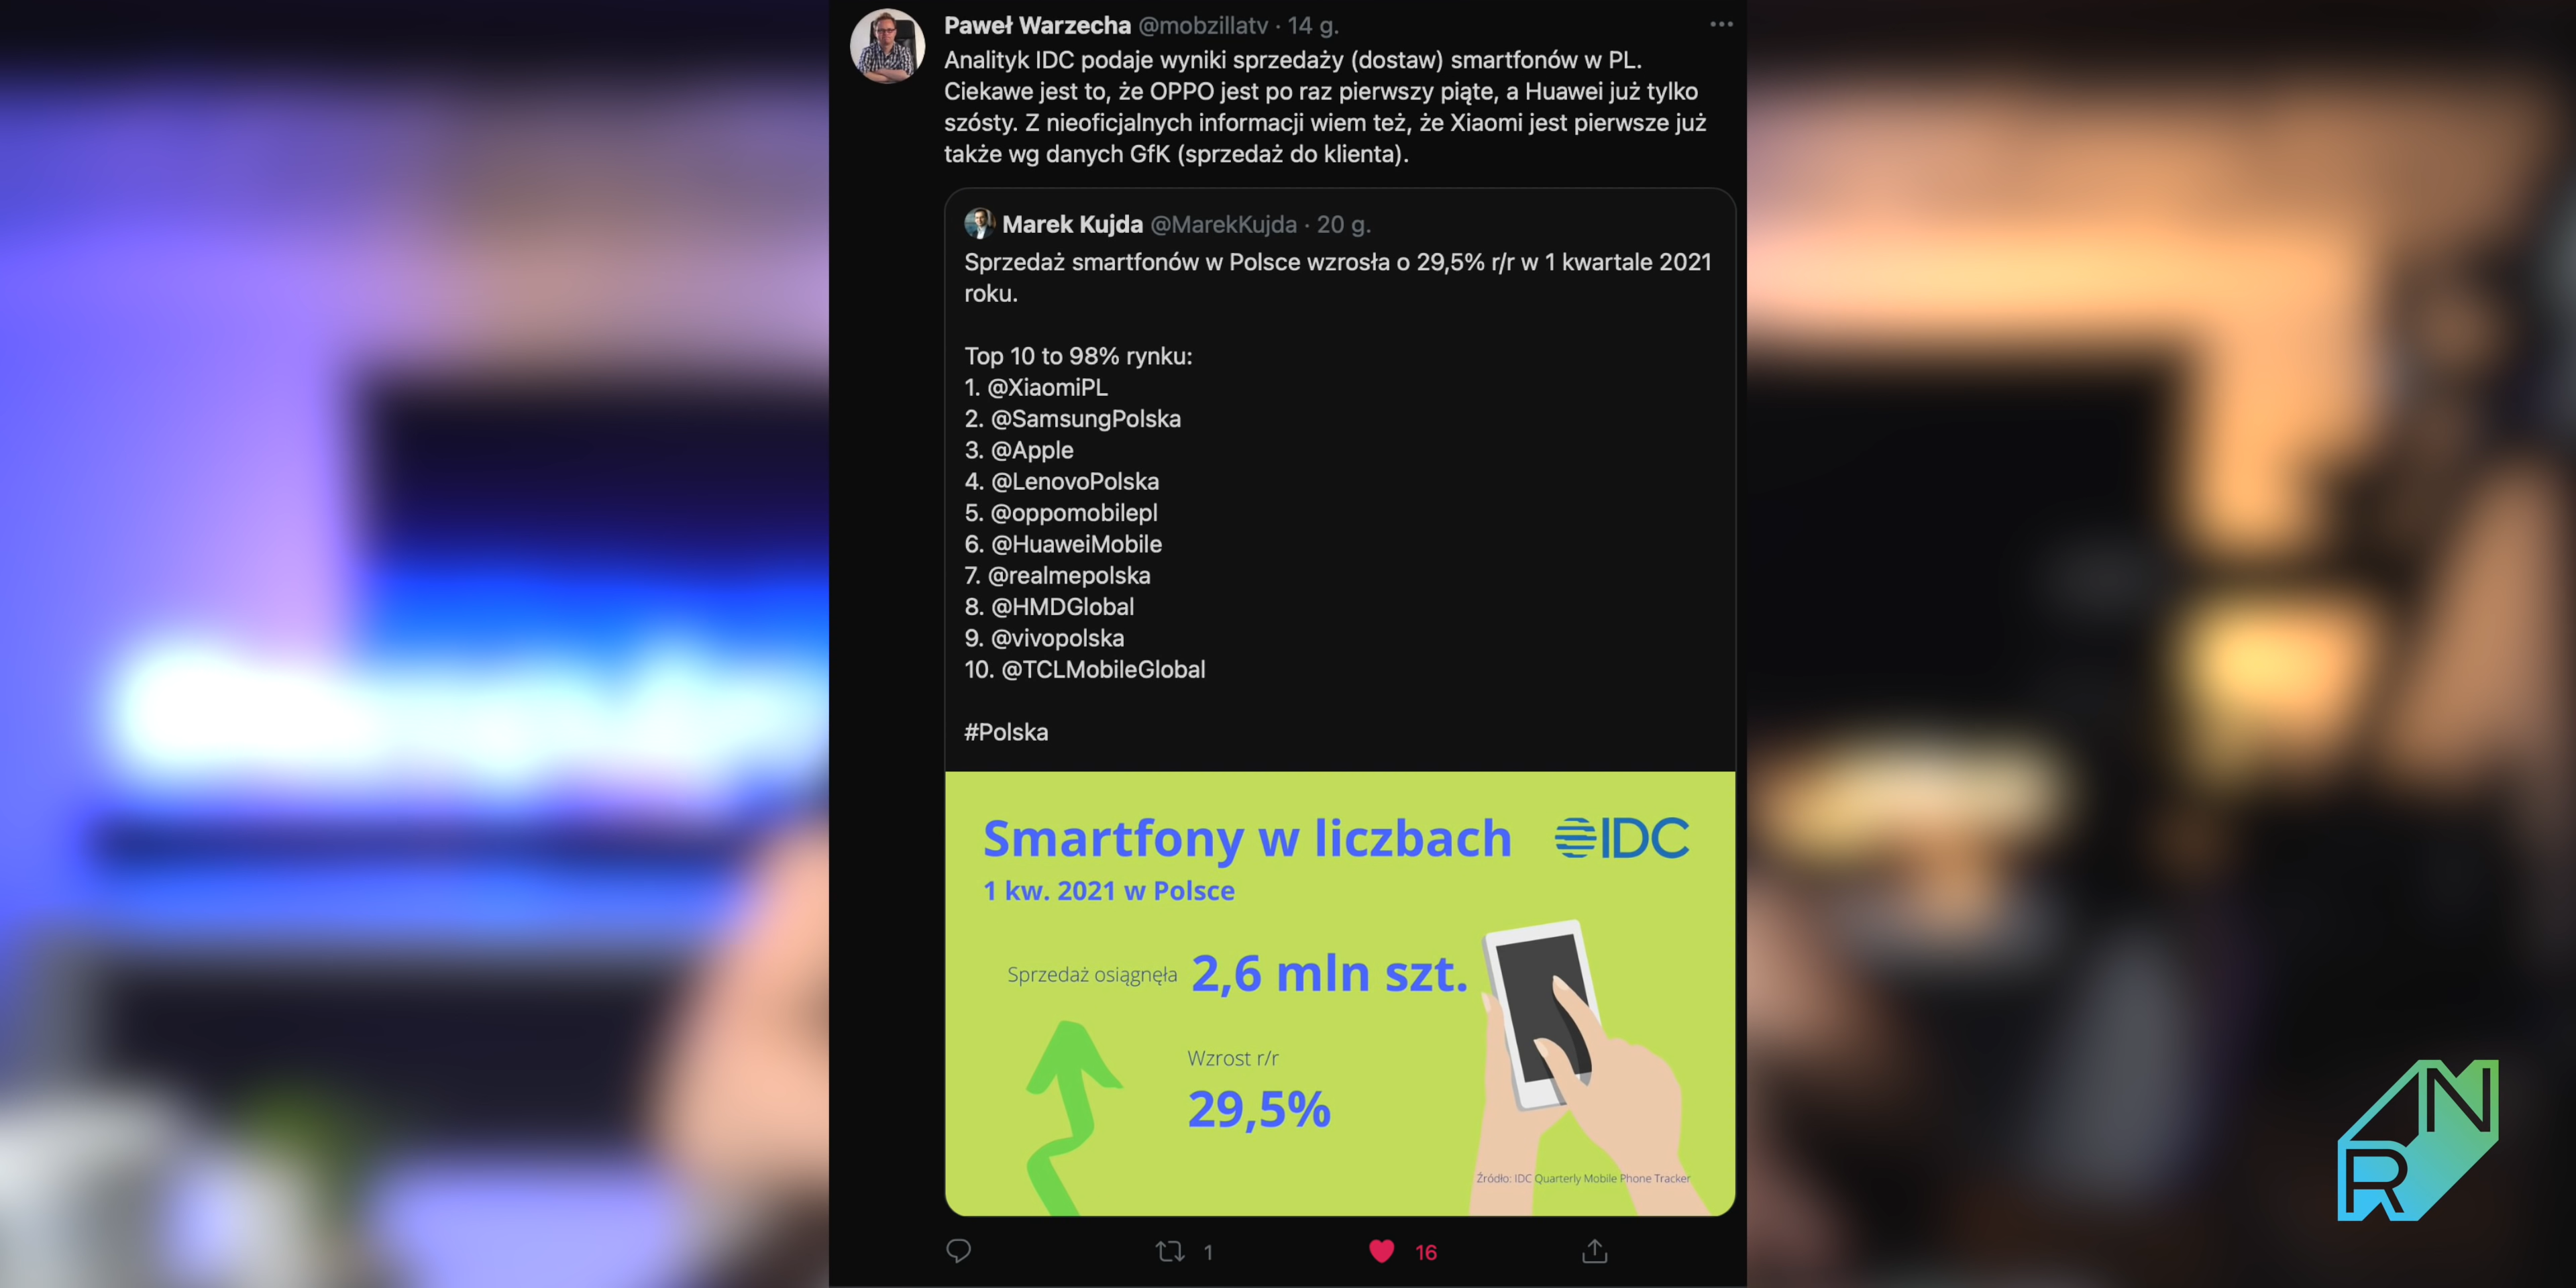 Paweł Warzecha @mobzillatv · 14 g.
Analityk IDC podaje wyniki sprzedaży (dostaw) smartfonów w PL.
Ciekawe jest to, że OPPO jest po raz pierwszy piąte, a Huawei już tylko
szósty. Z nieoficjalnych informacji wiem też, że Xiaomi jest pierwsze już
także wg danych GfK (sprzedaż do klienta).
Marek Kujda @MarekKujda · 20 g.
Sprzedaż smartfonów w Polsce wzrosła o 29,5% r/r w 1 kwartale 2021
roku.
Top 10 to 98% rynku:
1. @XiaomiPL
2. @SamsungPolska
3. @Apple
4. @LenovoPolska
5. @oppomobilepl
6. @HuaweiMobile
7. @realmepolska
8. @HMDGlobal
9. @vivopolska
10. @TCLMobileGlobal
#Polska
Smartfony w liczbach
IDC
1 kw. 2021 w Polsce
Sprzedaż osiągnęła 2,6 mln szt.
Wzrost r/r
29,5%
Źródło: IDC Quarterly Mobile Phone Tracker
1
16
R N